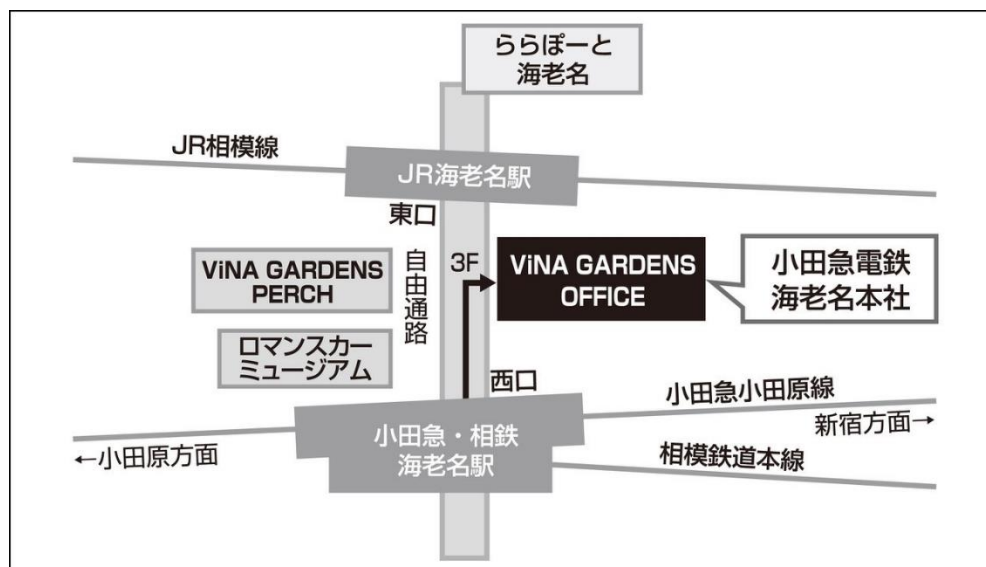 ららぽーと
海老名
JR相模線
JR海老名駅
東口
ViNA GARDENS
PERCH
自由通路
3F
ViNA GARDENS
OFFICE
小田急電鉄
海老名本社
ロマンスカー
ミュージアム
西口
小田急小田原線
新宿方面→
←小田原方面
小田急・相鉄
海老名駅
相模鉄道本線